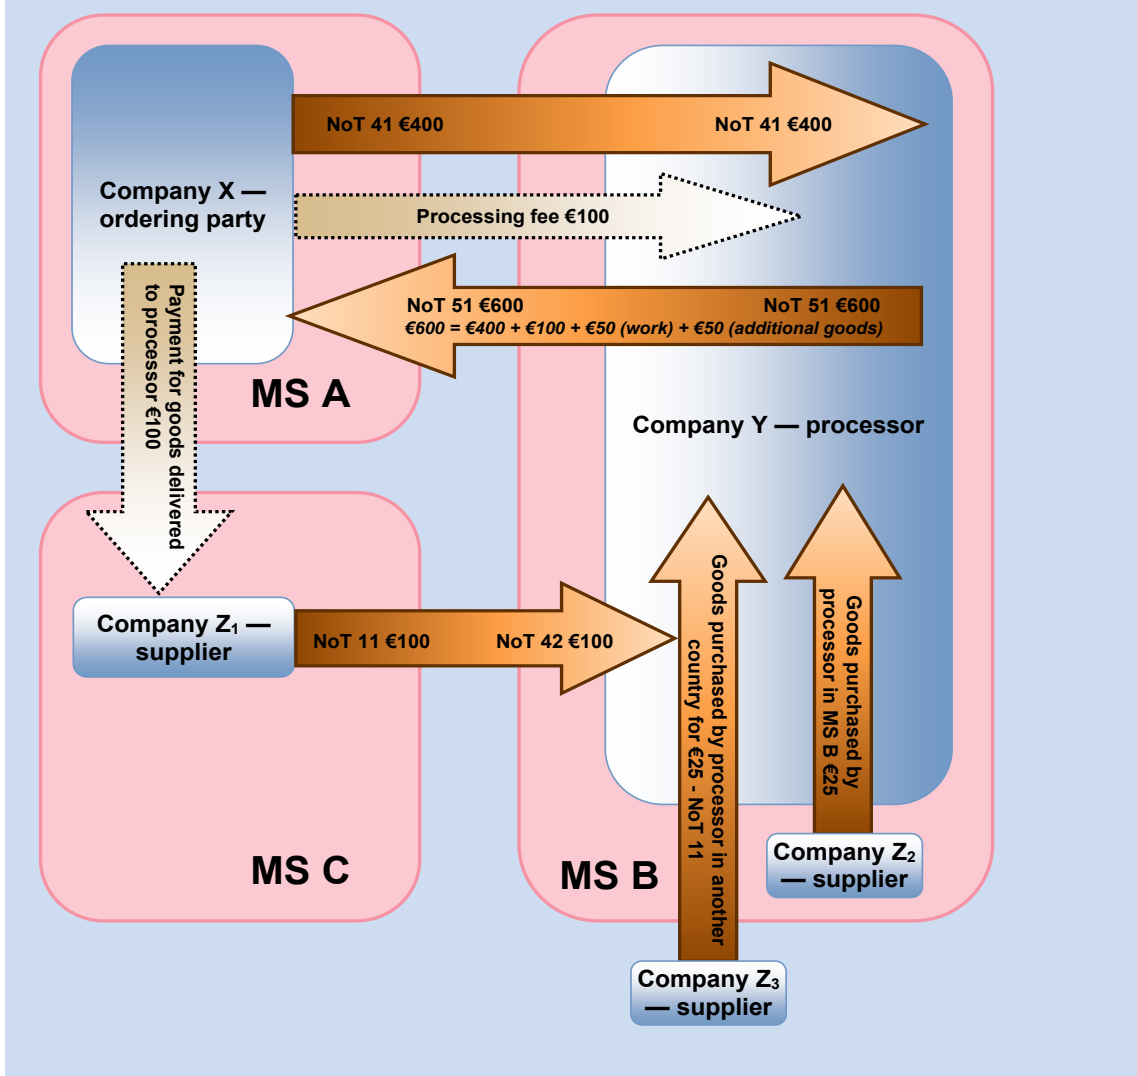 NoT 41 €400
NoT 41 €400
Company X —
ordering party
Processing fee €100
NoT 51 €600
NoT 51 €600
€600 = €400 + €100 + €50 (work) + €50 (additional goods)
Payment for goods delivered
to processor €100
MS A
Company Y — processor
Company Z₁ —
supplier
NoT 11 €100
NoT 42 €100
Goods purchased by processor in another
country for €25 - NoT 11
Goods purchased by
processor in MS B €25
MS C
MS B
Company Z₂
— supplier
Company Z₃
— supplier